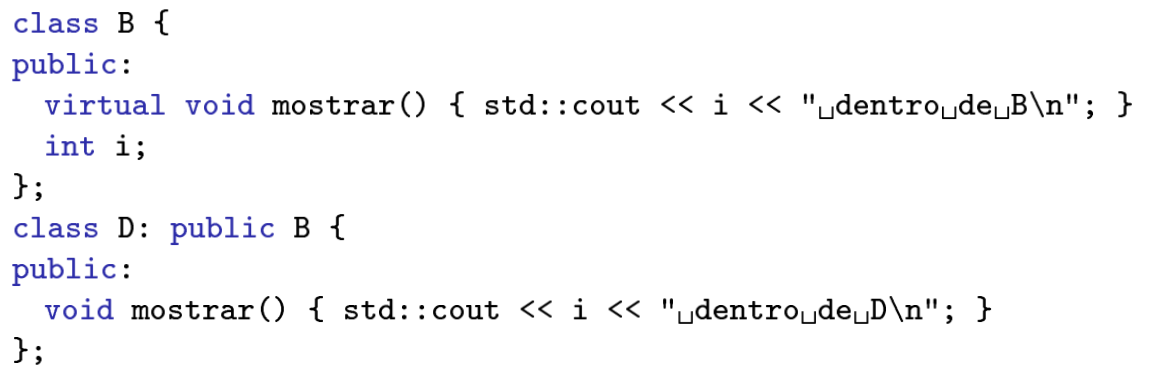 class B {
public:
  virtual void mostrar() { std::cout << i << "␣dentro␣de␣B\n"; }
  int i;
};
class D: public B {
public:
  void mostrar() { std::cout << i << "␣dentro␣de␣D\n"; }
};